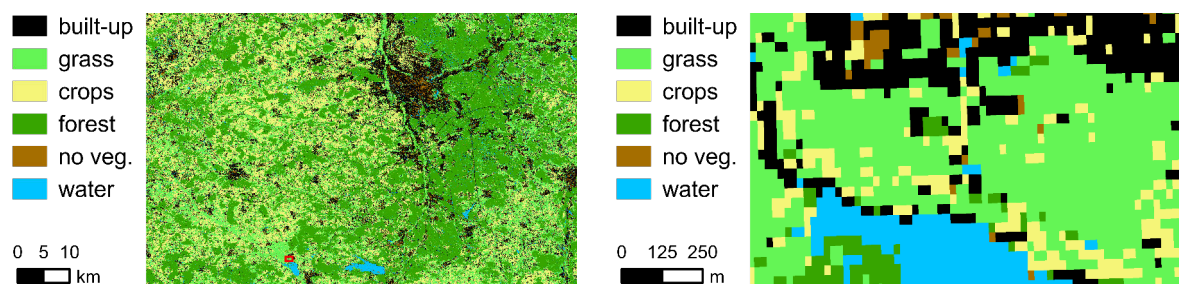 built-up
grass
crops
forest
no veg.
water
0 5 10
km
built-up
grass
crops
forest
no veg.
water
0 125 250
m